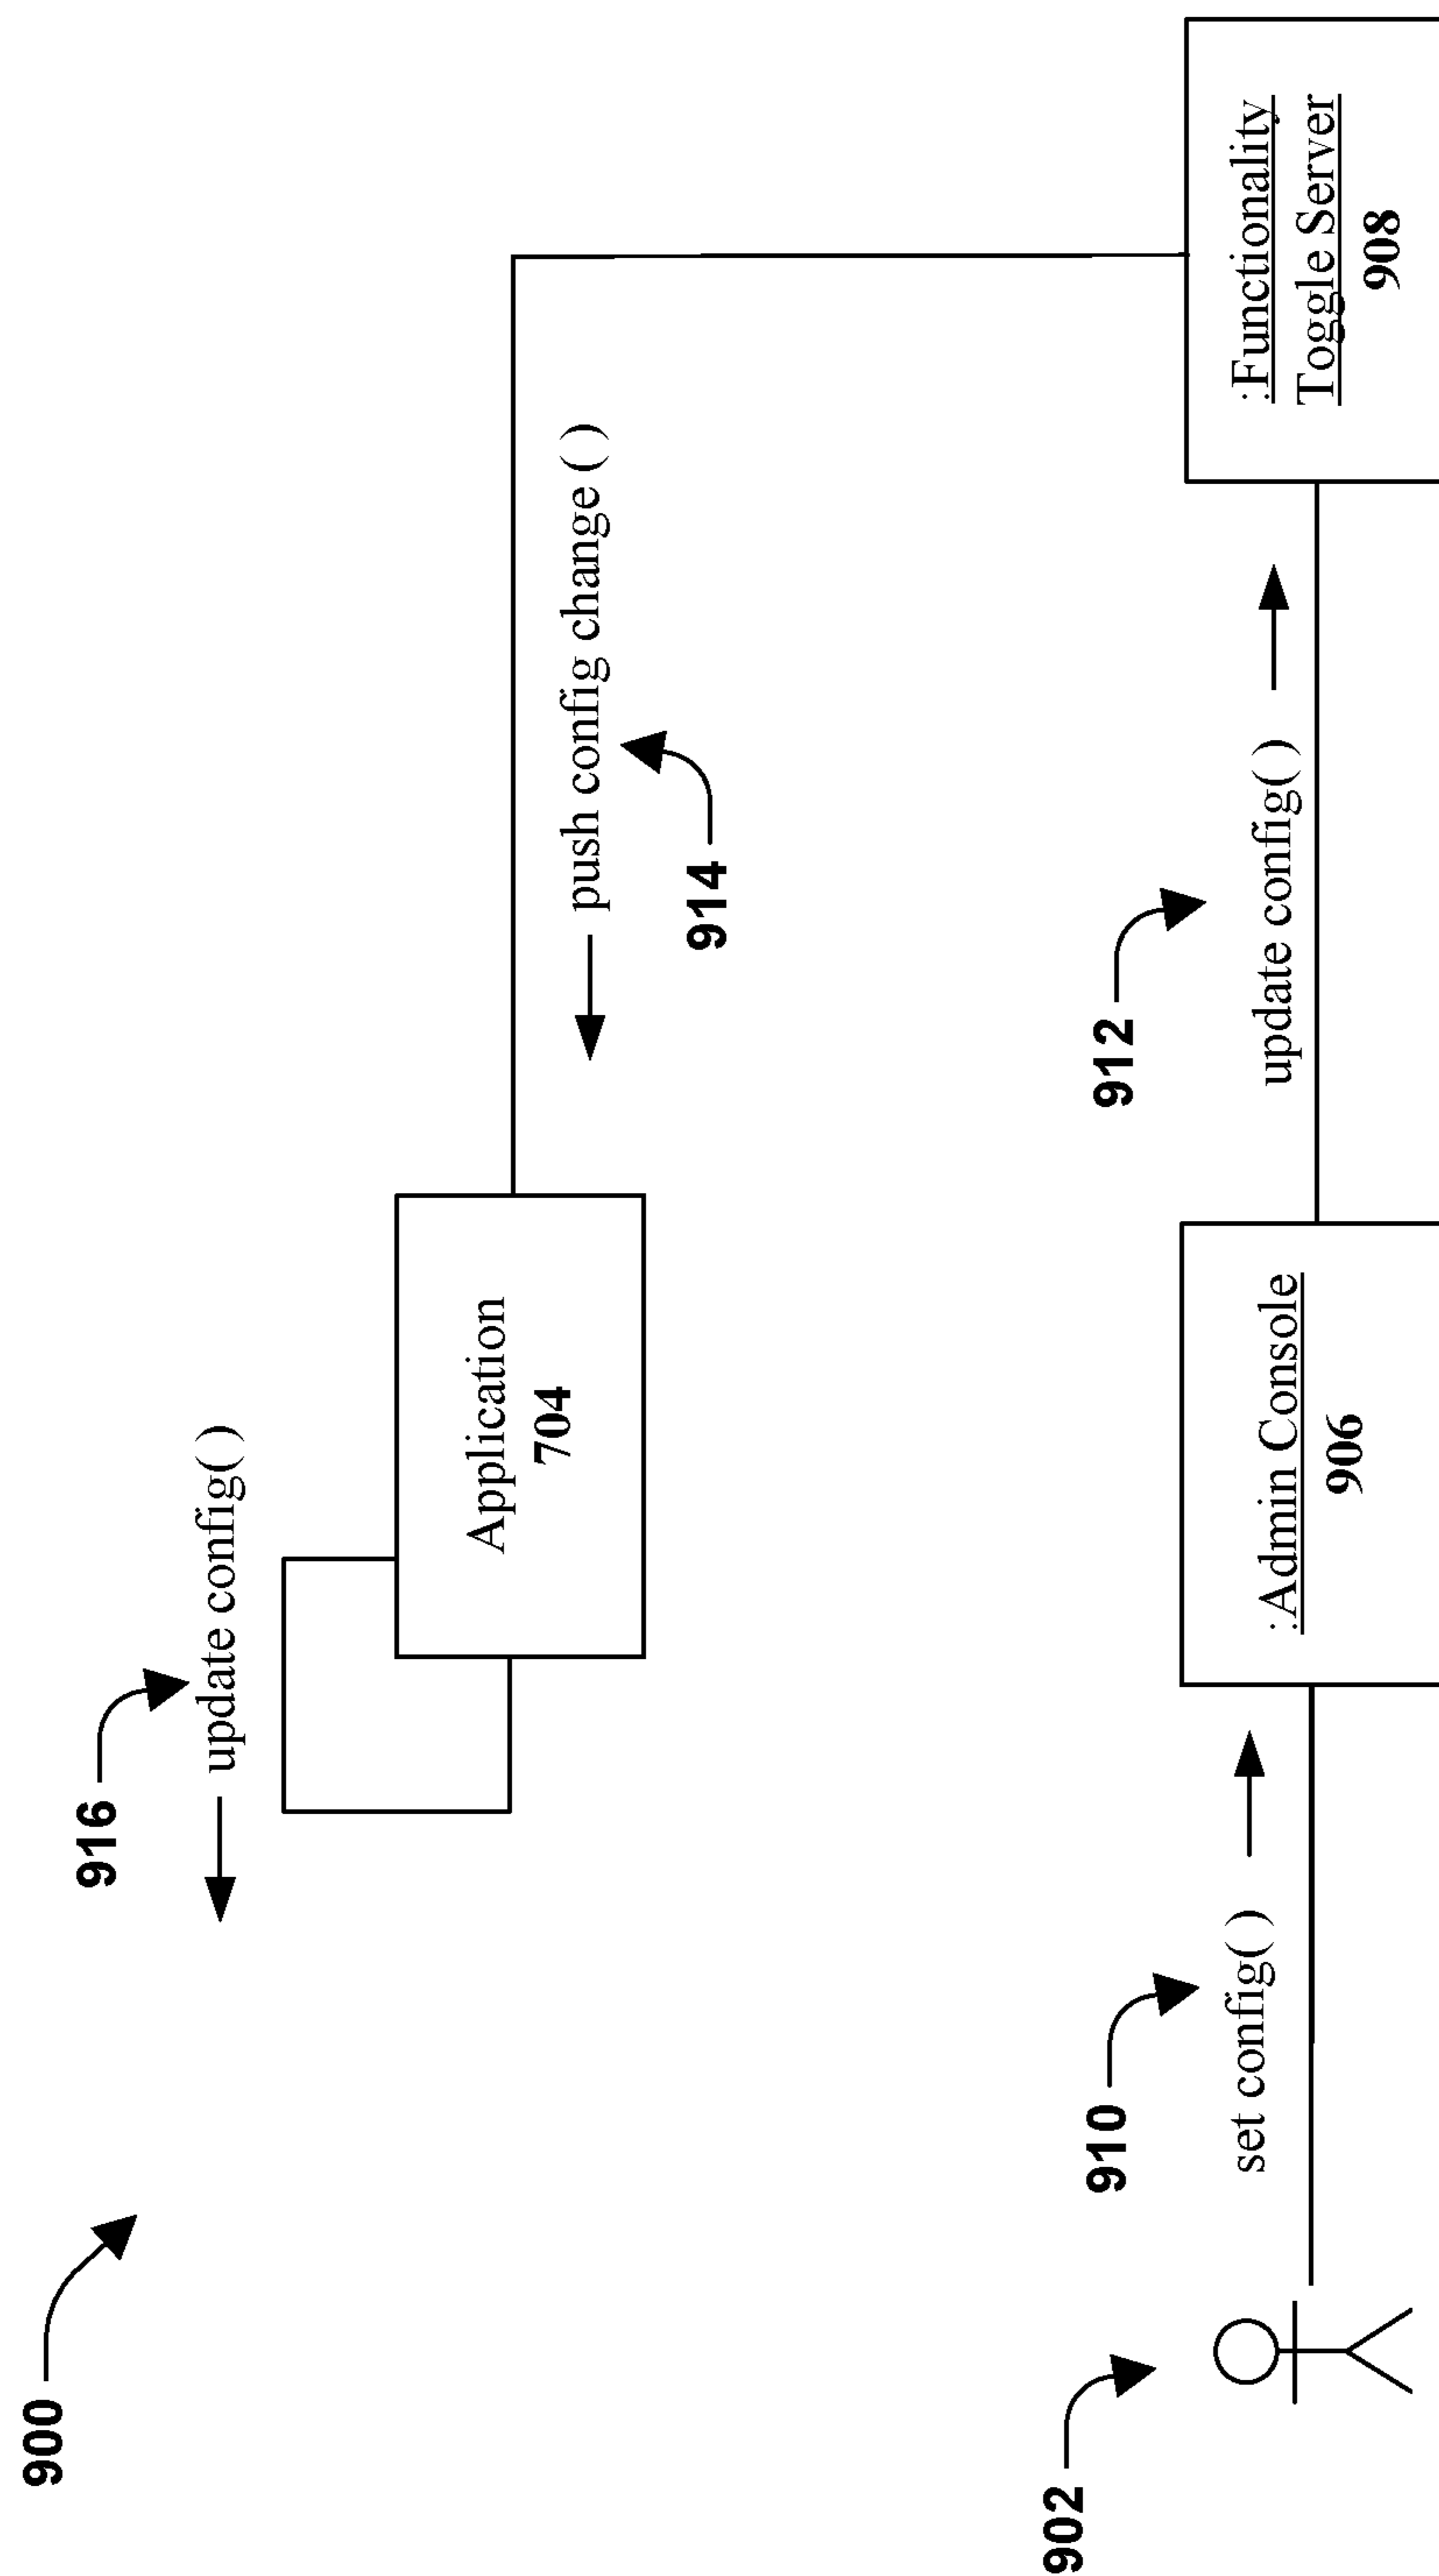 900
916
update config( )
Application
704
push config change ( )
914
902
910
set config( )
:Admin Console
906
912
update config( )
:Functionality
Toggle Server
908